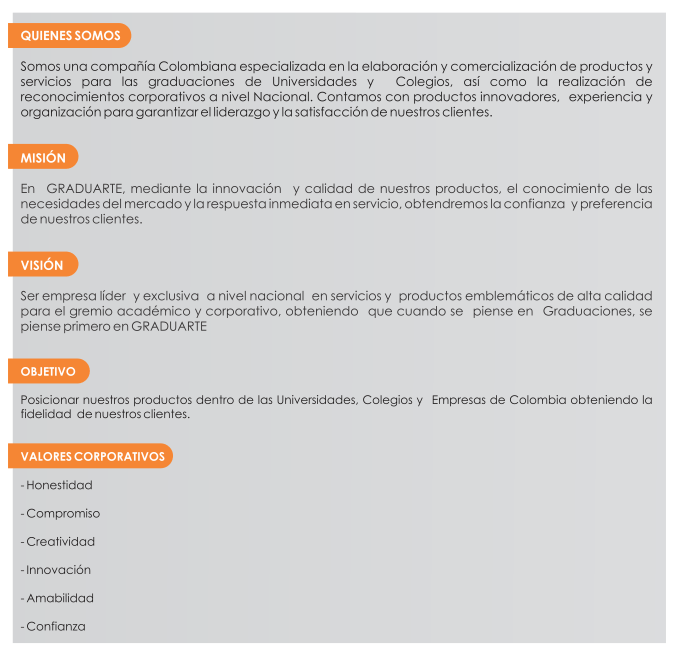 QUIENES SOMOS
Somos una compañía Colombiana especializada en la elaboración y comercialización de productos y
servicios para las graduaciones de Universidades y Colegios, así como la realización de
reconocimientos corporativos a nivel Nacional. Contamos con productos innovadores, experiencia y
organización para garantizar el liderazgo y la satisfacción de nuestros clientes.
MISIÓN
En GRADUARTE, mediante la innovación y calidad de nuestros productos, el conocimiento de las
necesidades del mercado y la respuesta inmediata en servicio, obtendremos la confianza y preferencia
de nuestros clientes.
VISIÓN
Ser empresa líder y exclusiva a nivel nacional en servicios y productos emblemáticos de alta calidad
para el gremio académico y corporativo, obteniendo que cuando se piense en Graduaciones, se
piense primero en GRADUARTE
OBJETIVO
Posicionar nuestros productos dentro de las Universidades, Colegios y Empresas de Colombia obteniendo la
fidelidad de nuestros clientes.
VALORES CORPORATIVOS
- Honestidad
- Compromiso
- Creatividad
- Innovación
- Amabilidad
- Confianza